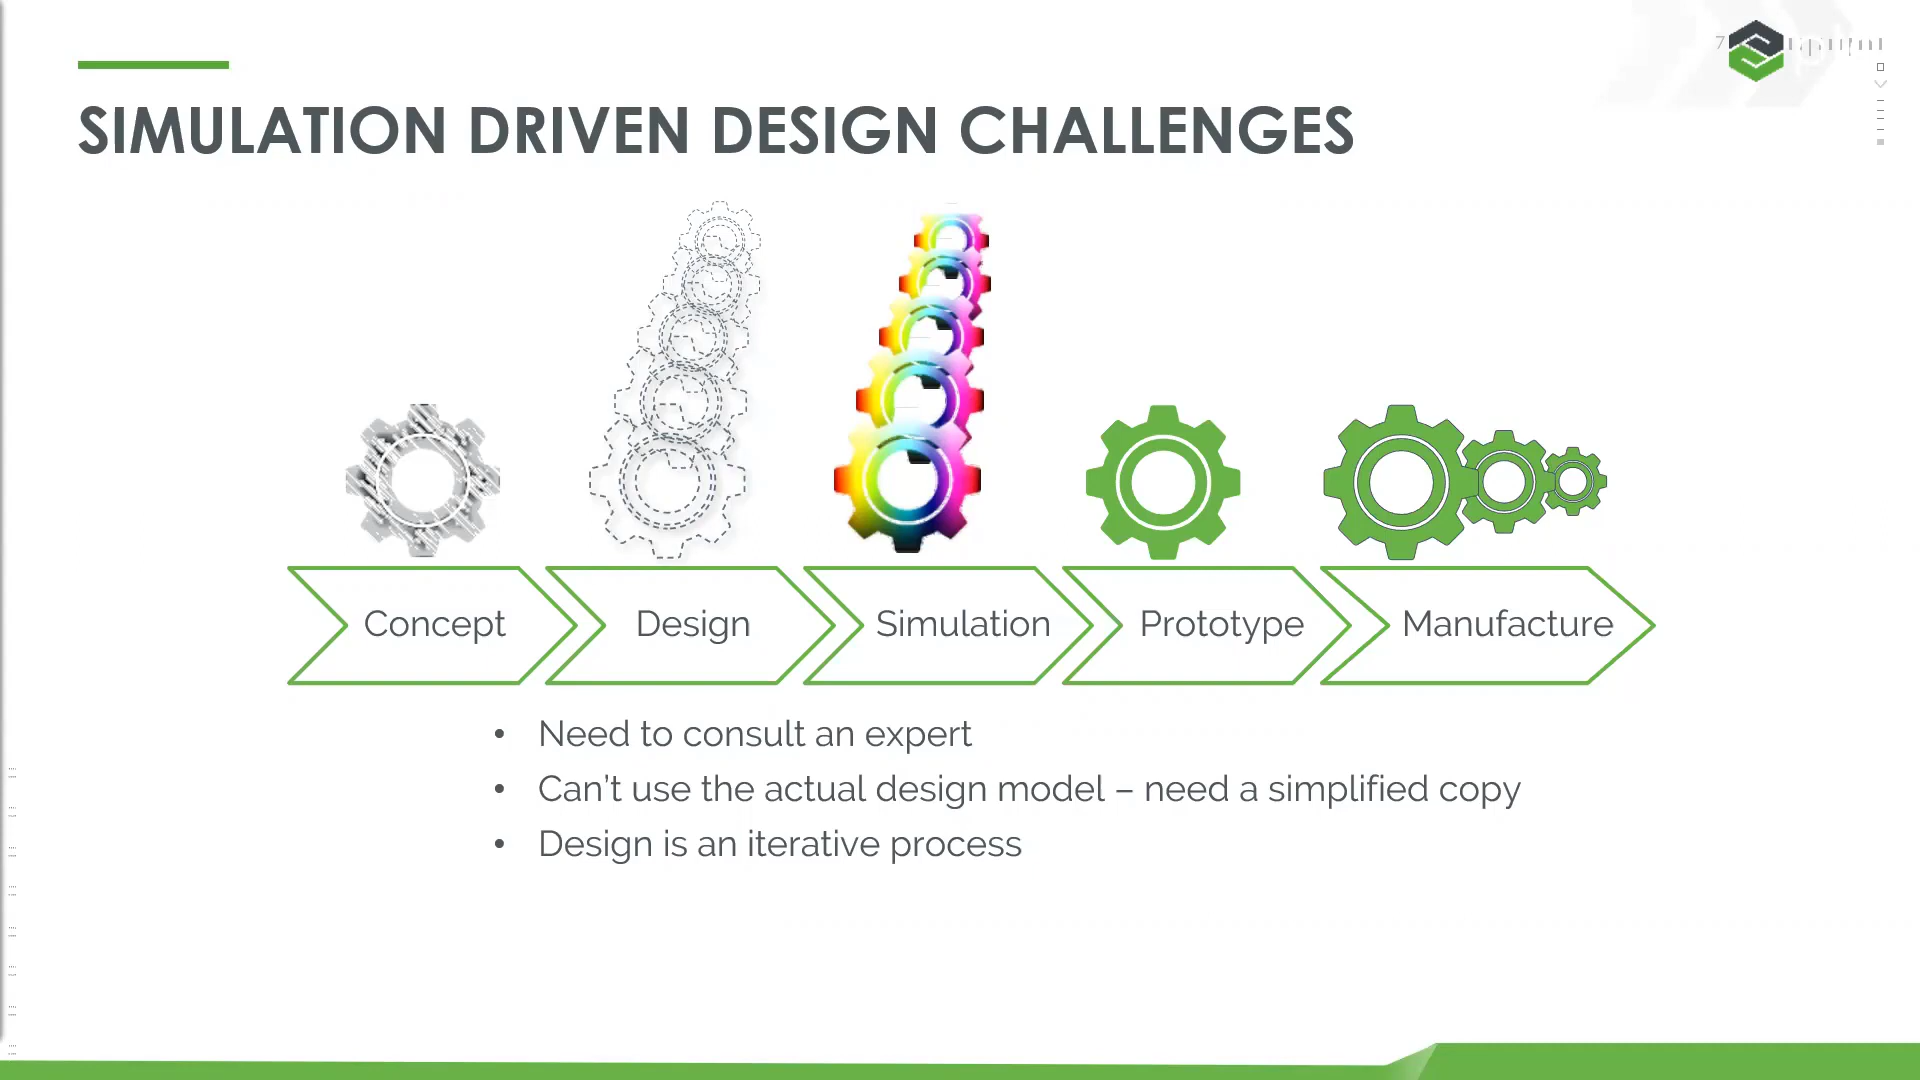 7
SIMULATION DRIVEN DESIGN CHALLENGES
Concept
Design
Simulation
Prototype
Manufacture
• Need to consult an expert
• Can’t use the actual design model – need a simplified copy
• Design is an iterative process